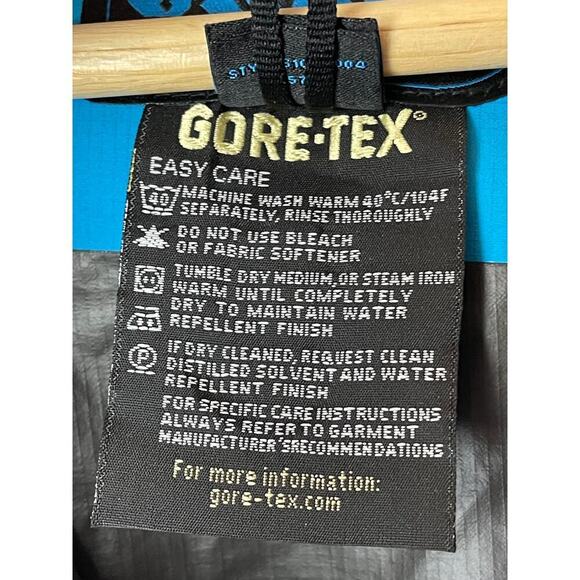 GORE-TEX®
EASY CARE
40 MACHINE WASH WARM 40°C/104F
SEPARATELY, RINSE THOROUGHLY
DO NOT USE BLEACH
OR FABRIC SOFTENER
TUMBLE DRY MEDIUM, OR STEAM IRON
WARM UNTIL COMPLETELY
DRY TO MAINTAIN WATER
REPELLENT FINISH
P IF DRY CLEANED, REQUEST CLEAN
DISTILLED SOLVENT AND WATER
REPELLENT FINISH
FOR SPECIFIC CARE INSTRUCTIONS
ALWAYS REFER TO GARMENT
MANUFACTURER'SRECOMMENDATIONS
For more information:
gore-tex.com